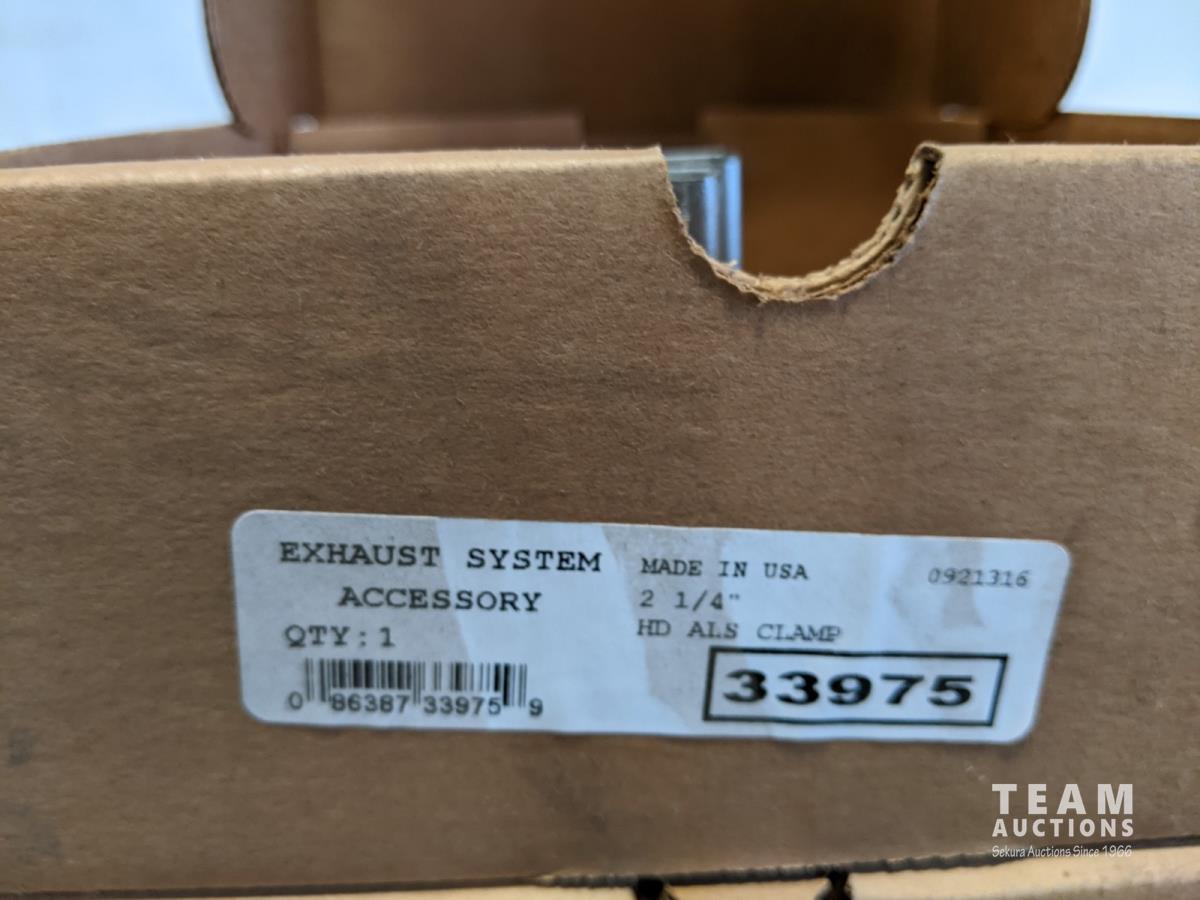 EXHAUST SYSTEM
ACCESSORY
QTY:1
0 86387 33975 9
MADE IN USA
2 1/4"
HD ALS CLAMP
33975
0921316
TEAM
AUCTIONS
Sekura Auctions Since 1966